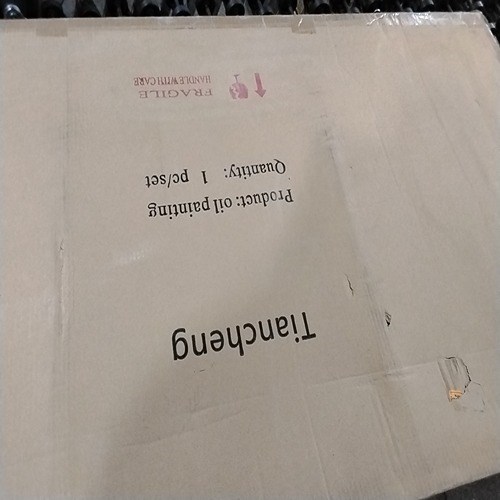 Tiancheng
Product: oil painting
Quantity: 1 pc/set
FRAGILE
HANDLE WITH CARE